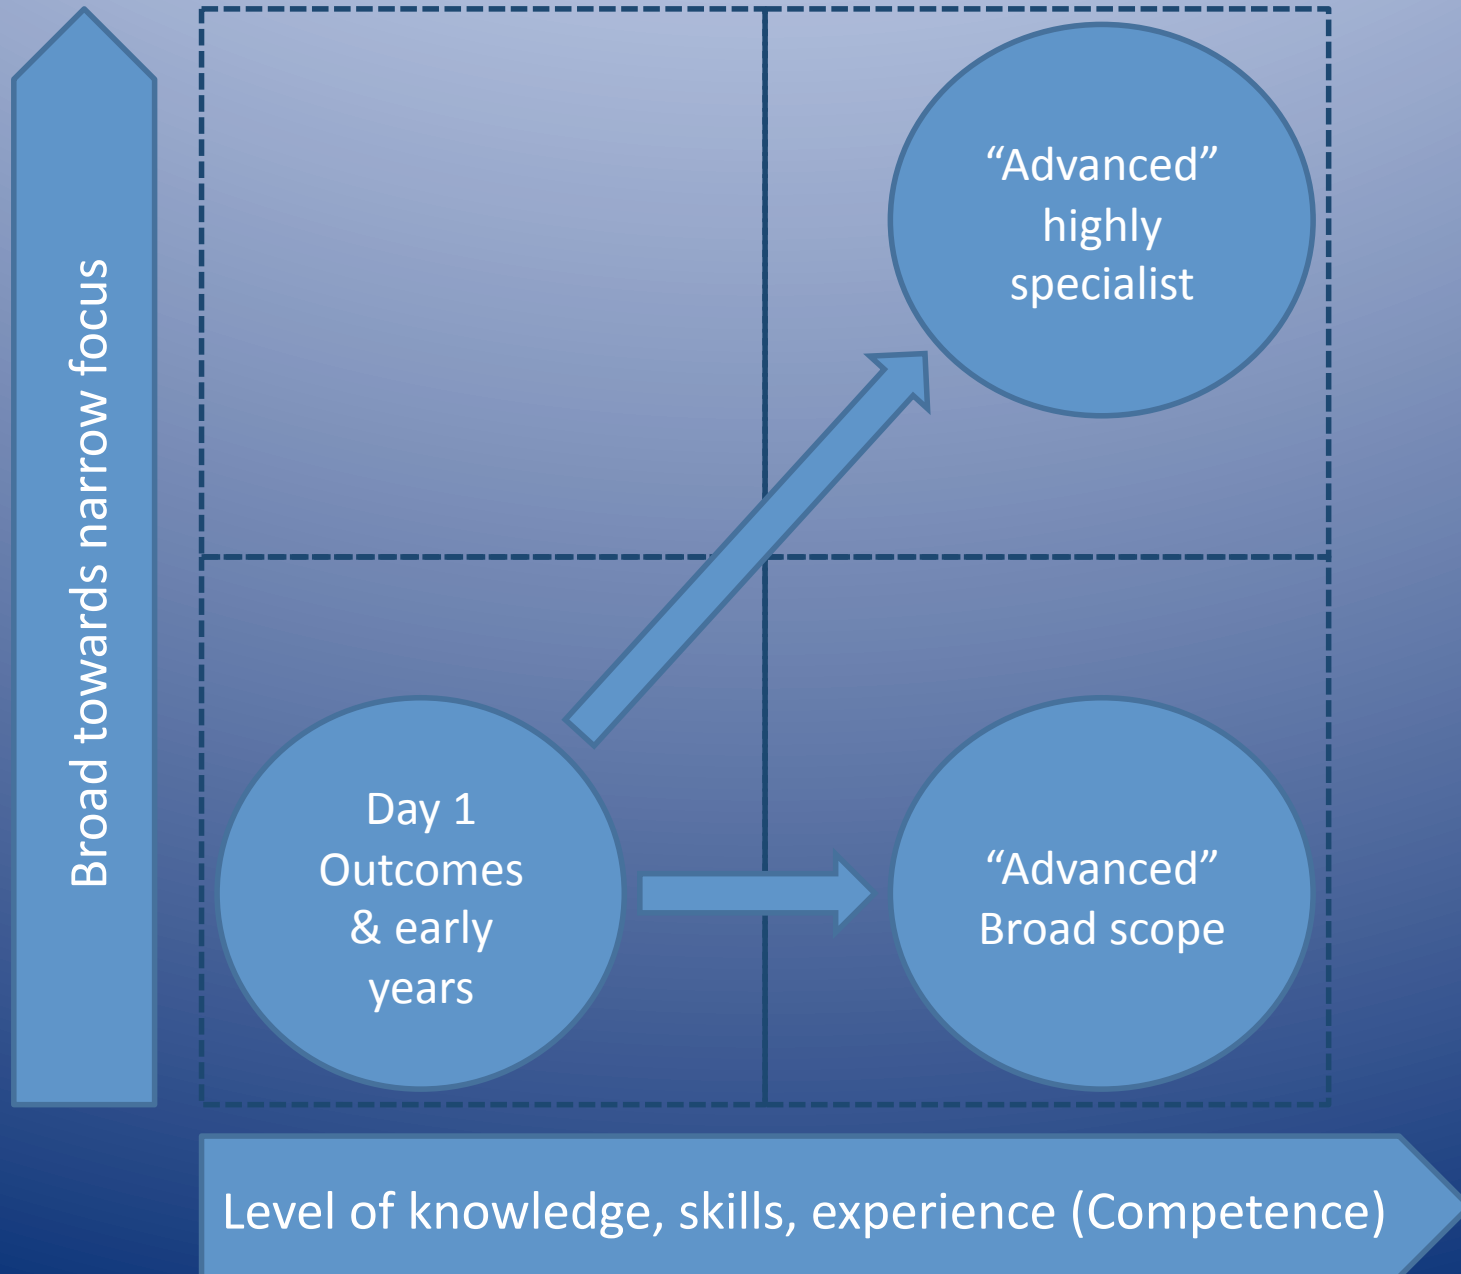 Broad towards narrow focus
“Advanced”
highly
specialist
Day 1
Outcomes
& early
years
“Advanced”
Broad scope
Level of knowledge, skills, experience (Competence)